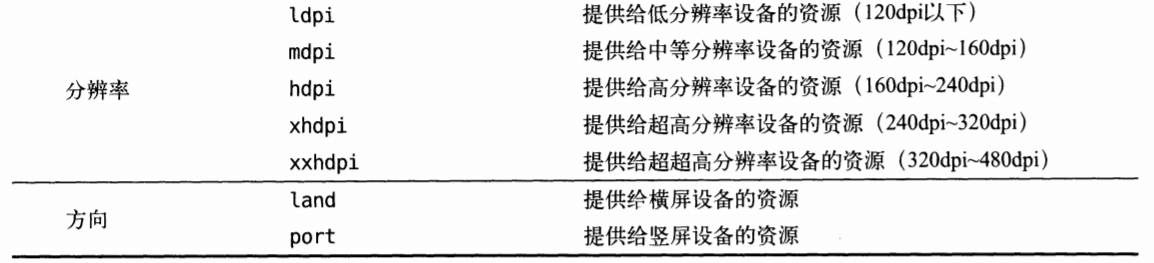 ldpi 提供给低分辨率设备的资源（120dpi以下）
mdpi 提供给中等分辨率设备的资源（120dpi~160dpi）
分辨率 hdpi 提供给高分辨率设备的资源（160dpi~240dpi）
xhdpi 提供给超高分辨率设备的资源（240dpi~320dpi）
xxhdpi 提供给超超高分辨率设备的资源（320dpi~480dpi）
方向 land 提供给横屏设备的资源
port 提供给竖屏设备的资源